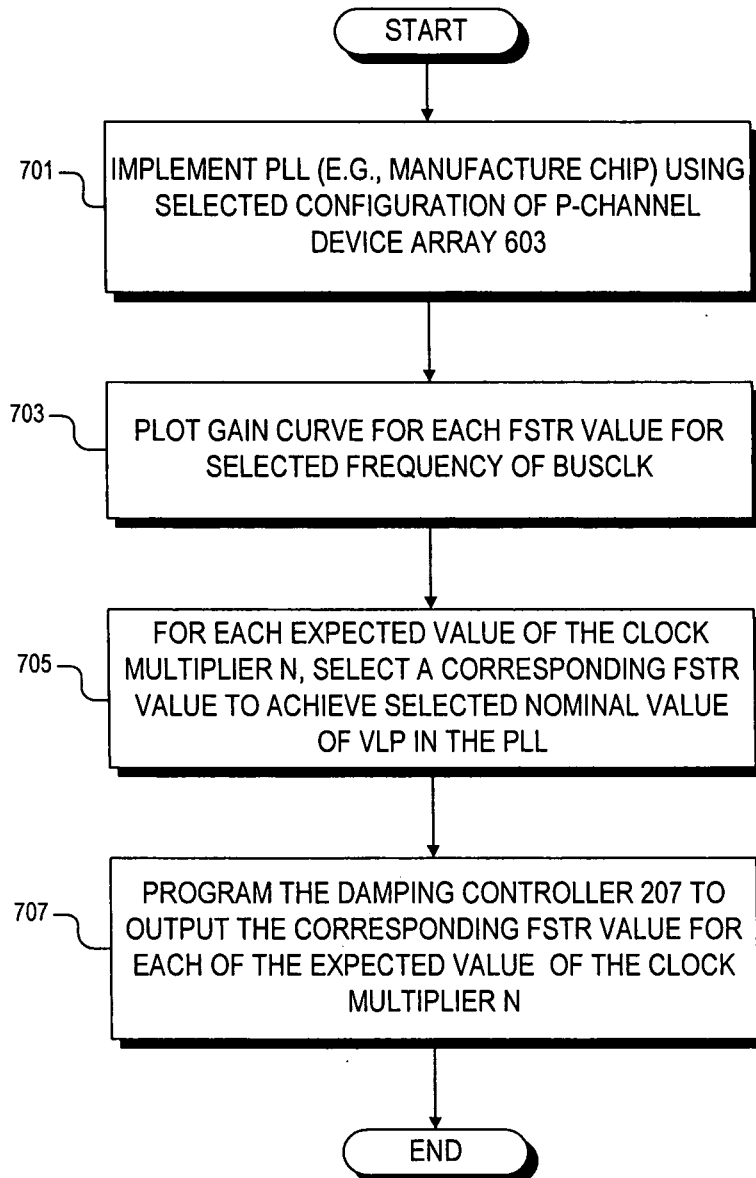 START
701
IMPLEMENT PLL (E.G., MANUFACTURE CHIP) USING
SELECTED CONFIGURATION OF P-CHANNEL
DEVICE ARRAY 603
703
PLOT GAIN CURVE FOR EACH FSTR VALUE FOR
SELECTED FREQUENCY OF BUSCLK
705
FOR EACH EXPECTED VALUE OF THE CLOCK
MULTIPLIER N, SELECT A CORRESPONDING FSTR
VALUE TO ACHIEVE SELECTED NOMINAL VALUE
OF VLP IN THE PLL
707
PROGRAM THE DAMPING CONTROLLER 207 TO
OUTPUT THE CORRESPONDING FSTR VALUE FOR
EACH OF THE EXPECTED VALUE OF THE CLOCK
MULTIPLIER N
END